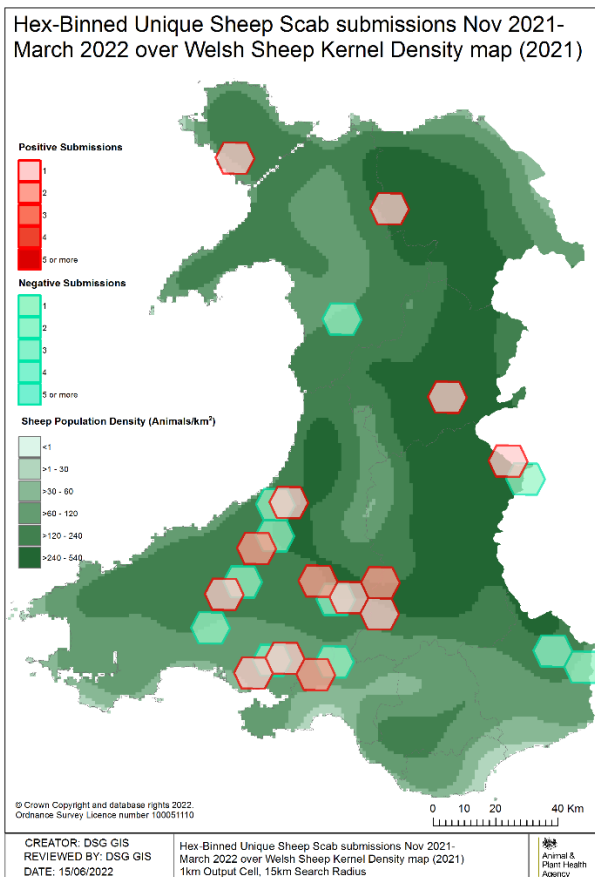 Hex-Binned Unique Sheep Scab submissions Nov 2021-
March 2022 over Welsh Sheep Kernel Density map (2021)
Positive Submissions
1
2
3
4
5 or more
Negative Submissions
1
2
3
4
5 or more
Sheep Population Density (Animals/km²)
<1
>1 - 30
>30 - 60
>60 - 120
>120 - 240
>240 - 540
© Crown Copyright and database rights 2022.
Ordnance Survey Licence number 100051110
0 10 20 40 Km
CREATOR: DSG GIS
REVIEWED BY: DSG GIS
DATE: 15/06/2022
Hex-Binned Unique Sheep Scab submissions Nov 2021-
March 2022 over Welsh Sheep Kernel Density map (2021)
1km Output Cell, 15km Search Radius
Animal &
Plant Health
Agency